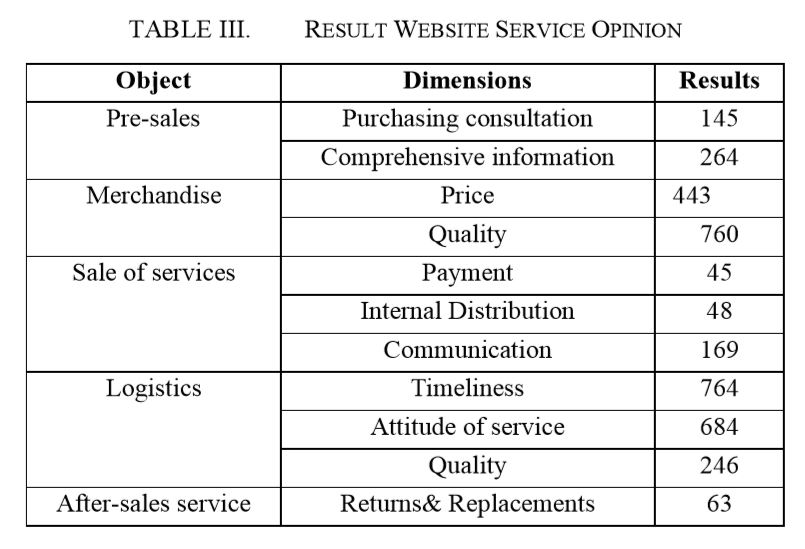 TABLE III. RESULT WEBSITE SERVICE OPINION
Object Dimensions Results
Pre-sales Purchasing consultation 145
Comprehensive information 264
Merchandise Price 443
Quality 760
Sale of services Payment 45
Internal Distribution 48
Communication 169
Logistics Timeliness 764
Attitude of service 684
Quality 246
After-sales service Returns& Replacements 63